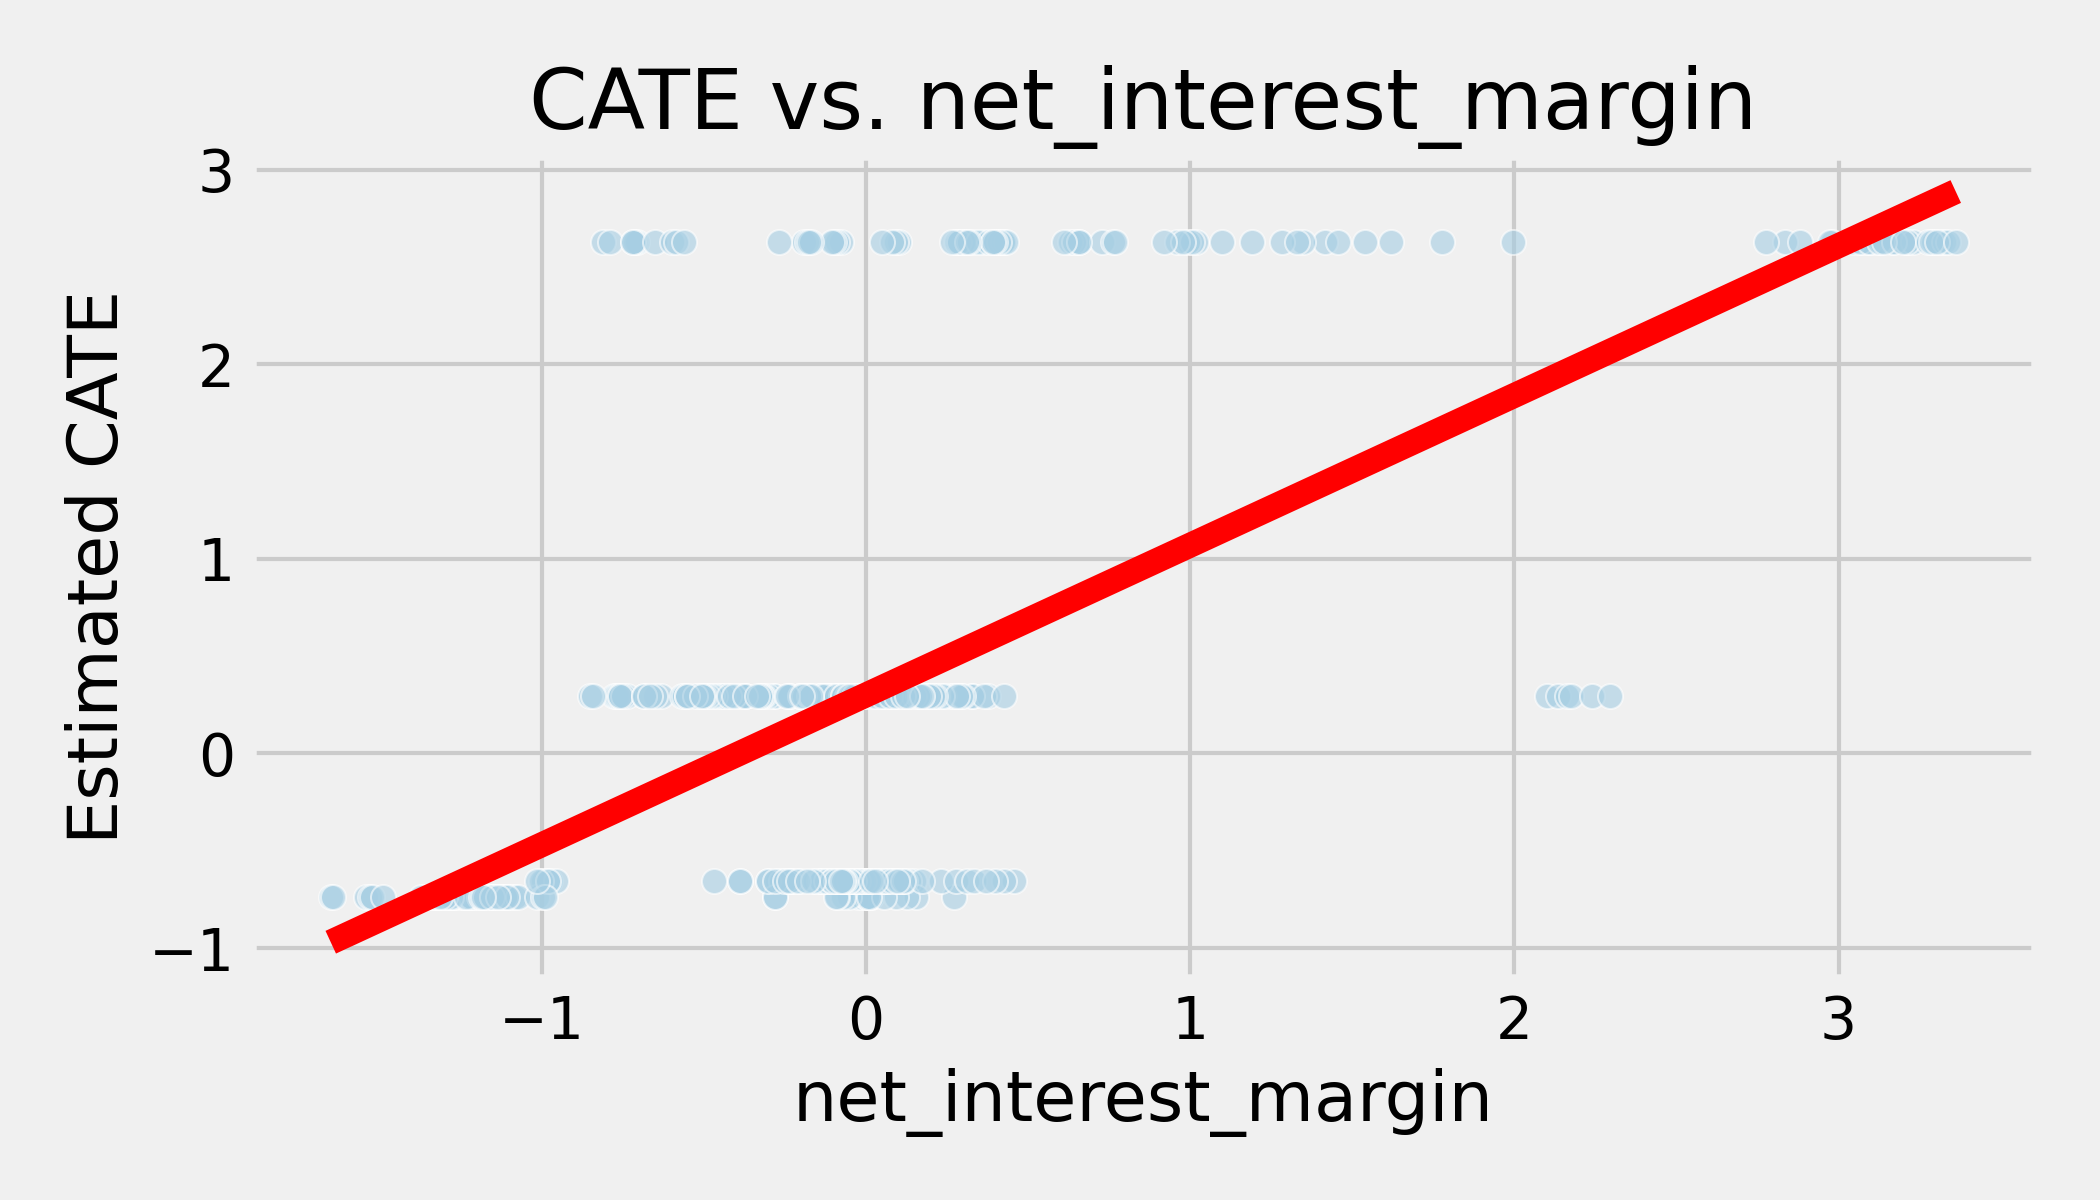 CATE vs. net_interest_margin
3
2
1
0
−1
Estimated CATE
−1 0 1 2 3
net_interest_margin